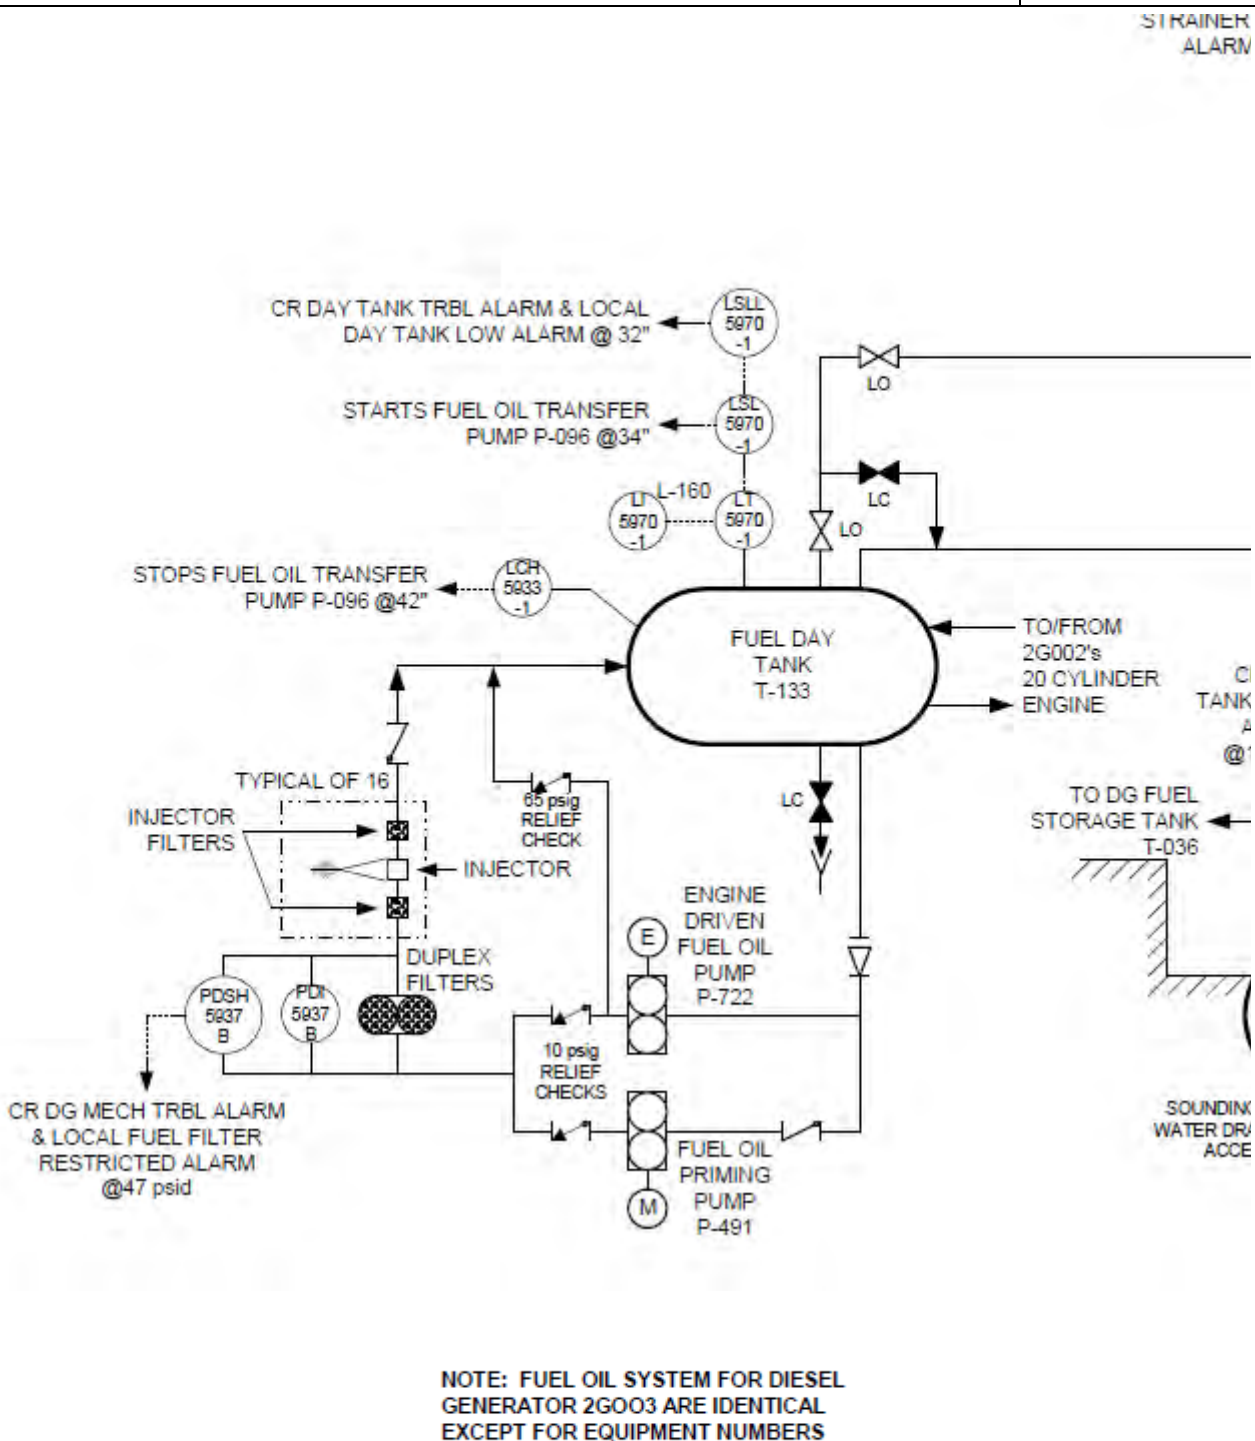 STRAINER
ALARM
CR DAY TANK TRBL ALARM & LOCAL
DAY TANK LOW ALARM @ 32"
LSLL
5970
-1
LO
STARTS FUEL OIL TRANSFER
PUMP P-096 @34"
LSL
5970
-1
LC
L-160
LI
5970
-1
LT
5970
-1
LO
STOPS FUEL OIL TRANSFER
PUMP P-096 @42"
LCH
5933
-1
FUEL DAY
TANK
T-133
TO/FROM
2G002's
20 CYLINDER
ENGINE
TANK
@1
TYPICAL OF 16
INJECTOR
FILTERS
65 psig
RELIEF
CHECK
LC
TO DG FUEL
STORAGE TANK
T-036
INJECTOR
ENGINE
DRIVEN
FUEL OIL
PUMP
P-722
E
DUPLEX
FILTERS
PDSH
5937
B
PDI
5937
B
10 psig
RELIEF
CHECKS
CR DG MECH TRBL ALARM
& LOCAL FUEL FILTER
RESTRICTED ALARM
@47 psid
SOUNDING
WATER DRA
ACCE
FUEL OIL
PRIMING
PUMP
P-491
M
NOTE: FUEL OIL SYSTEM FOR DIESEL
GENERATOR 2GOO3 ARE IDENTICAL
EXCEPT FOR EQUIPMENT NUMBERS